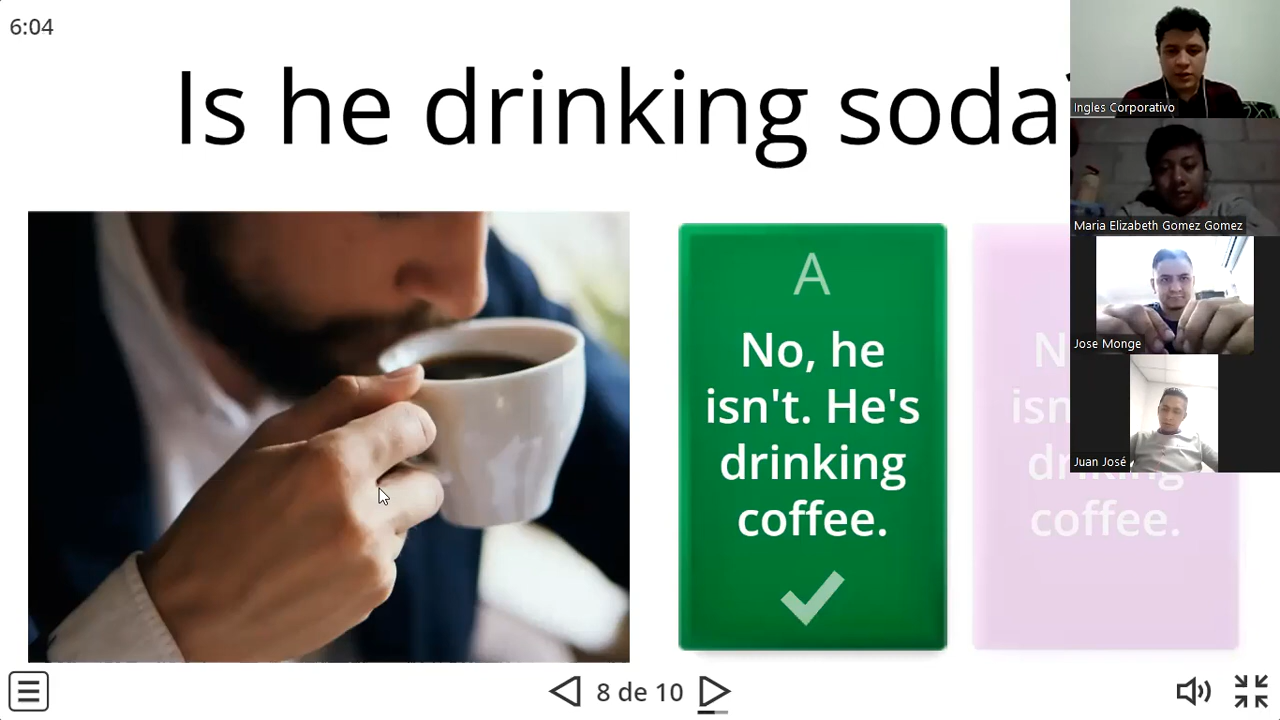 6:04
Is he drinking soda
Ingles Corporativo
Maria Elizabeth Gomez Gomez
Jose Monge
Juan José
A
No, he
isn't. He's
drinking
coffee.
coffee.
8 de 10